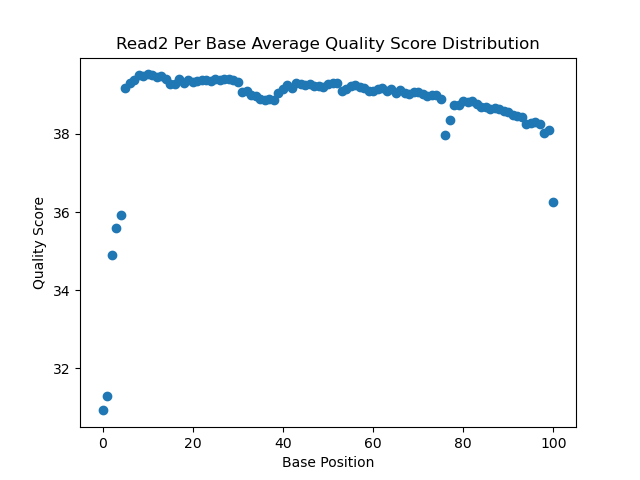 Read2 Per Base Average Quality Score Distribution
Quality Score
38
36
34
32
0 20 40 60 80 100
Base Position